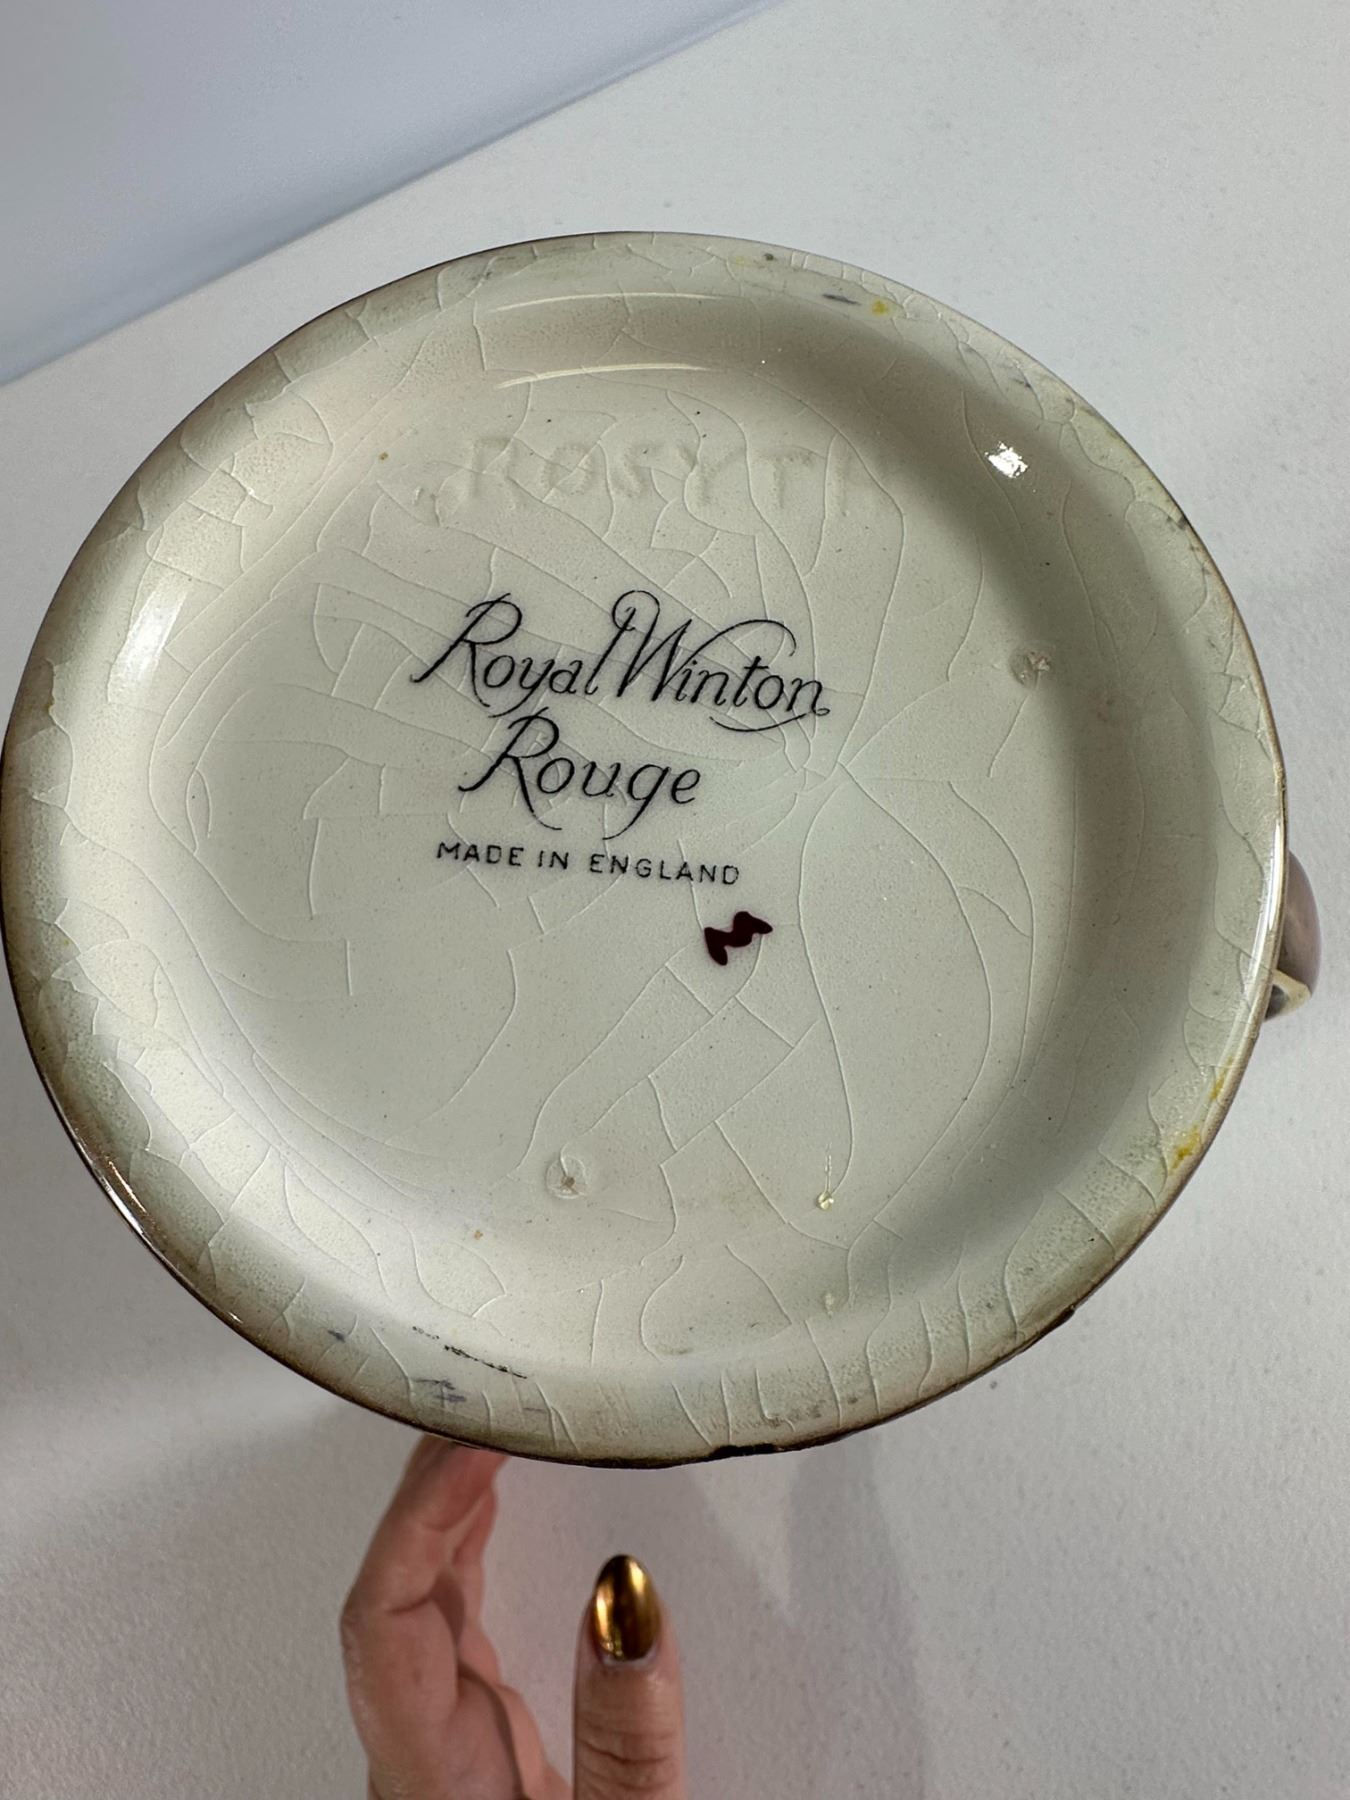 ROSYTH
Royal Winton
Rouge
MADE IN ENGLAND